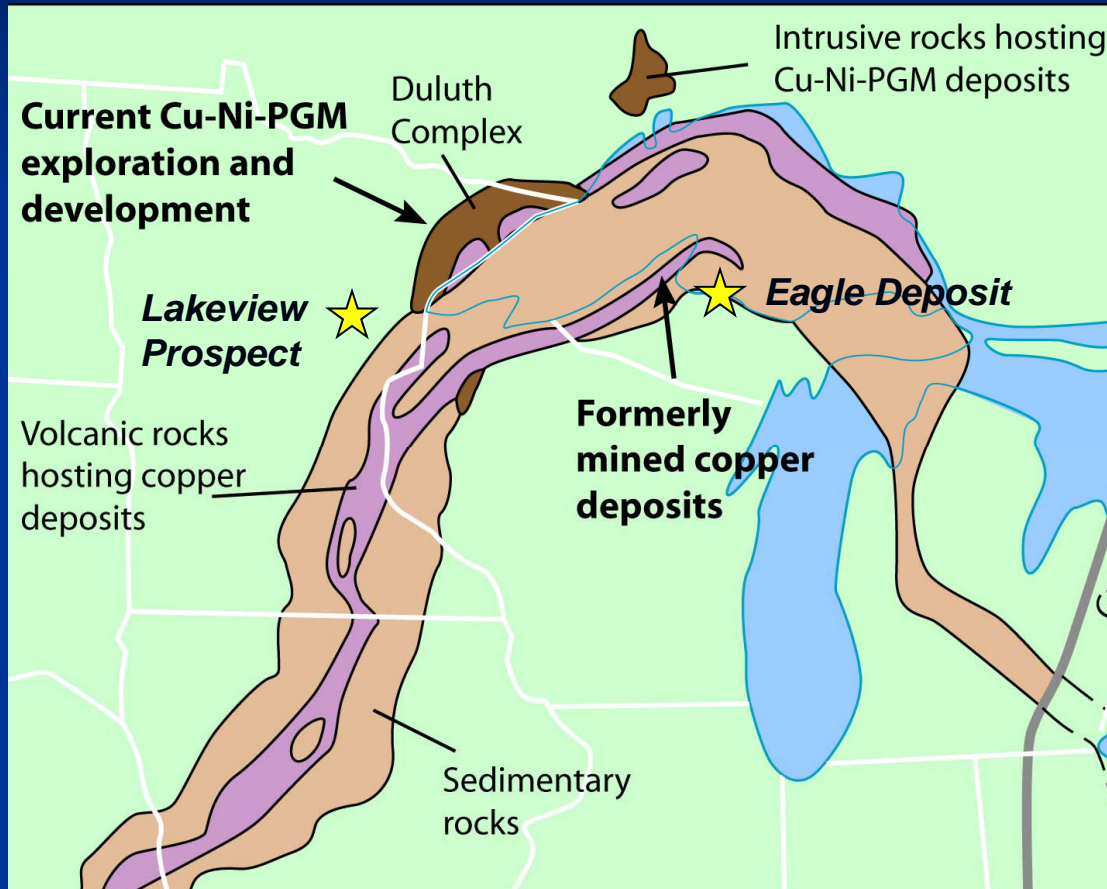 Intrusive rocks hosting
Cu-Ni-PGM deposits
Duluth
Complex
Current Cu-Ni-PGM
exploration and
development
Lakeview
Prospect
Eagle Deposit
Volcanic rocks
hosting copper
deposits
Formerly
mined copper
deposits
Sedimentary
rocks